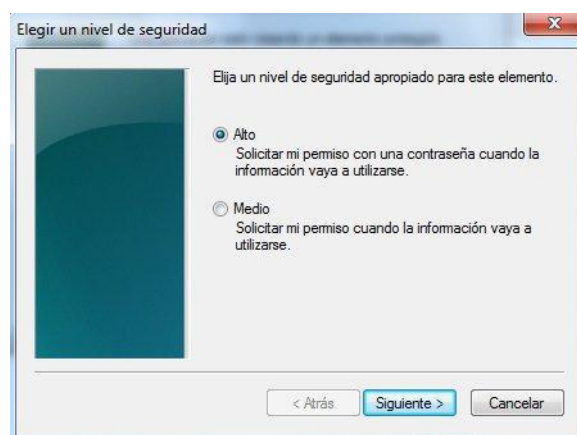 Elegir un nivel de seguridad
Elija un nivel de seguridad apropiado para este elemento.
Alto
Solicitar mi permiso con una contraseña cuando la
información vaya a utilizarse.
Medio
Solicitar mi permiso cuando la información vaya a
utilizarse.
< Atrás
Siguiente >
Cancelar